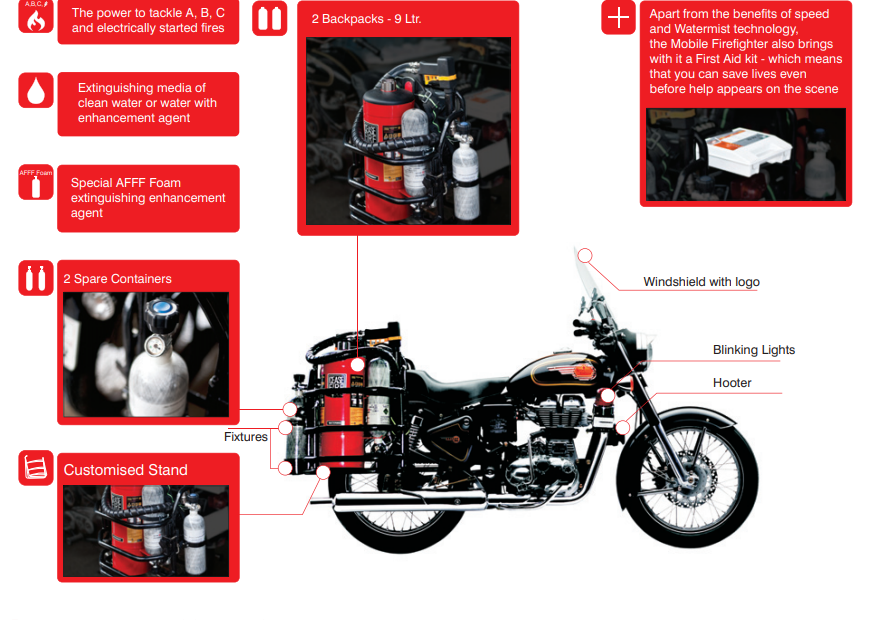 A,B,C,
The power to tackle A, B, C
and electrically started fires
Extinguishing media of
clean water or water with
enhancement agent
AFFF Foam
Special AFFF Foam
extinguishing enhancement
agent
2 Spare Containers
Fixtures
Customised Stand
2 Backpacks - 9 Ltr.
Apart from the benefits of speed
and Watermist technology,
the Mobile Firefighter also brings
with it a First Aid kit - which means
that you can save lives even
before help appears on the scene
Windshield with logo
Blinking Lights
Hooter